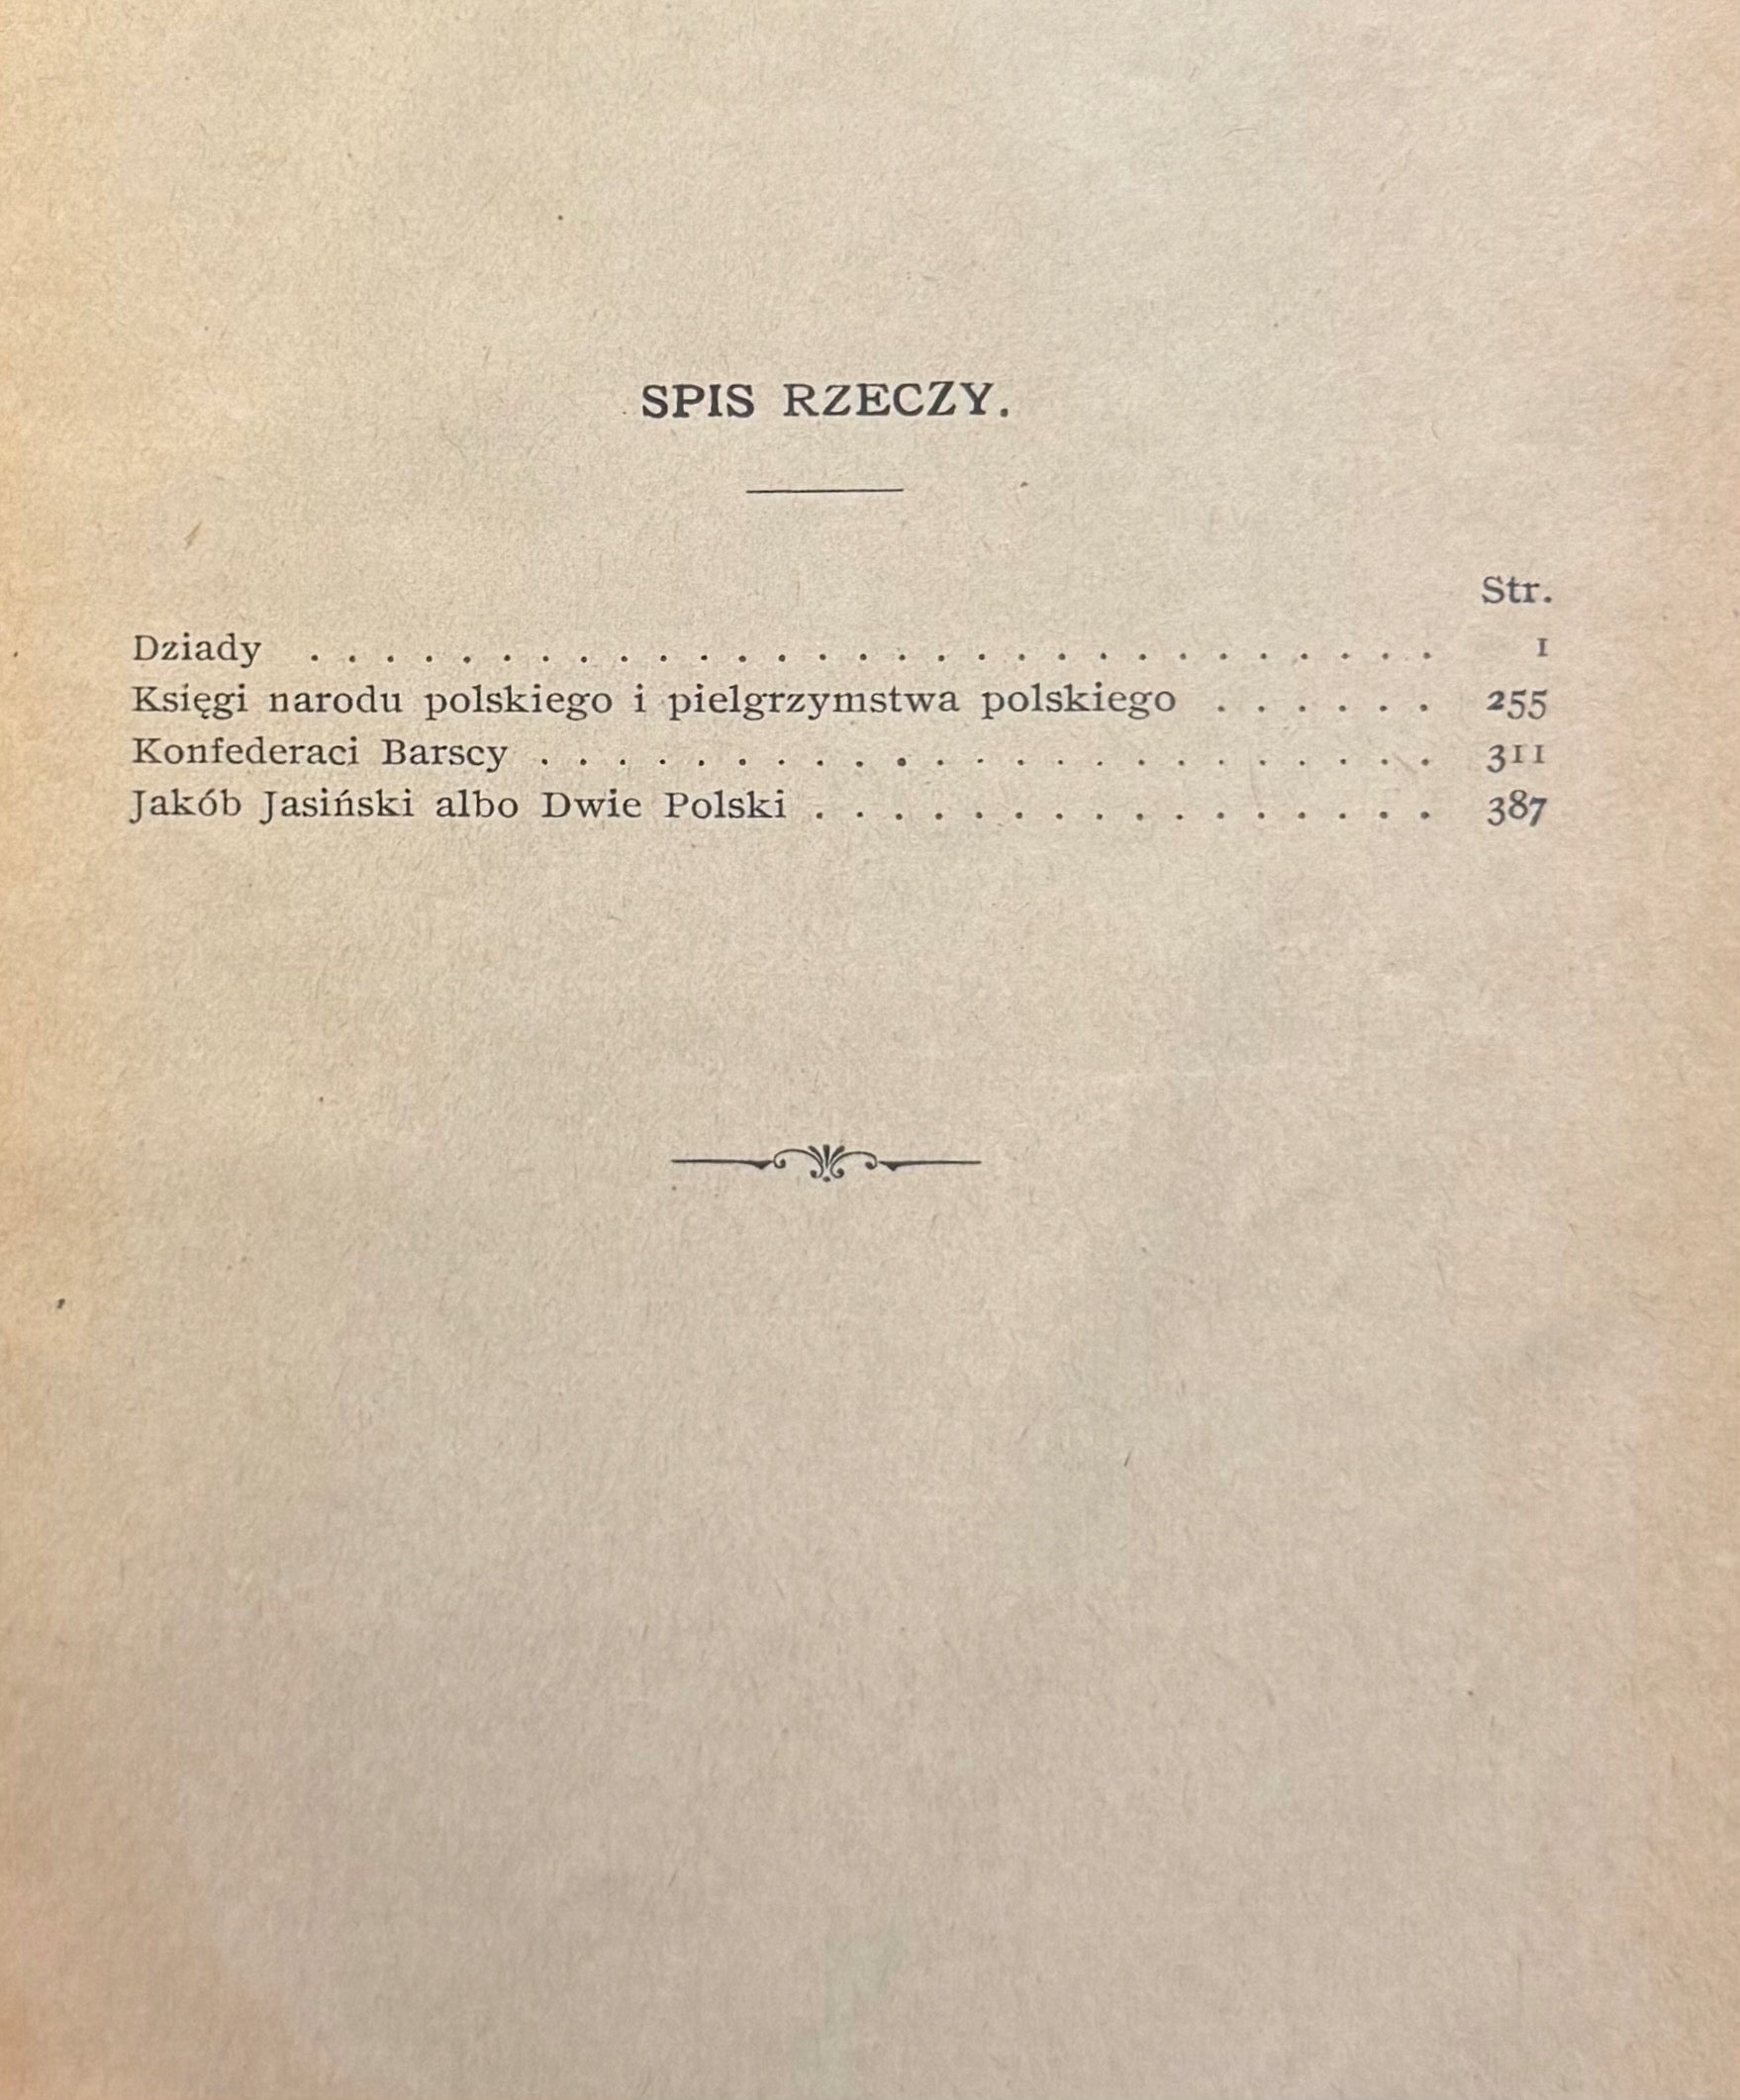 SPIS RZECZY.
Str.
Dziady . . . . . . . . . . . . . . . . . . . . . . . . . . . . . 1
Księgi narodu polskiego i pielgrzymstwa polskiego . . . . . . 255
Konfederaci Barscy . . . . . . . . . . . . . . . . . . . . . . . 311
Jakób Jasiński albo Dwie Polski . . . . . . . . . . . . . . . . 387